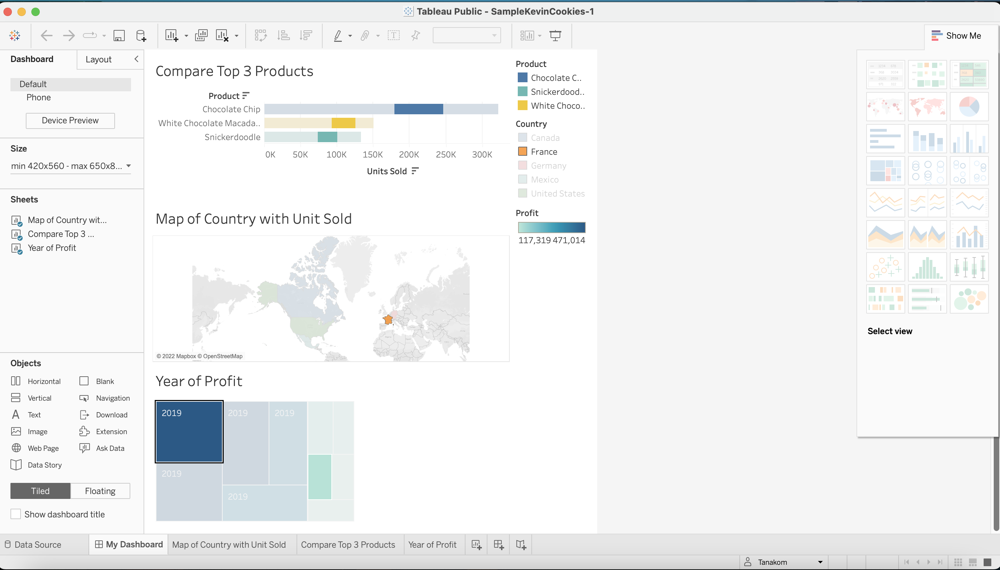 Tableau Public - SampleKevinCookies-1
Show Me
Dashboard
Layout
Default
Phone
Device Preview
Size
min 420x560 - max 650x8...
Sheets
Map of Country wit...
Compare Top 3 ...
Year of Profit
Objects
Horizontal
Blank
Vertical
Navigation
Text
Download
Image
Extension
Web Page
Ask Data
Data Story
Tiled
Floating
Show dashboard title
Compare Top 3 Products
Product
Chocolate Chip
White Chocolate Macada..
Snickerdoodle
0K 50K 100K 150K 200K 250K 300K
Units Sold
Map of Country with Unit Sold
© 2022 Mapbox © OpenStreetMap
Year of Profit
2019
2019
2019
2019
2019
Product
Chocolate C..
Snickerdood..
White Choco..
Country
Canada
France
Germany
Mexico
United States
Profit
117,319 471,014
Select view
Data Source
My Dashboard
Map of Country with Unit Sold
Compare Top 3 Products
Year of Profit
Tanakom